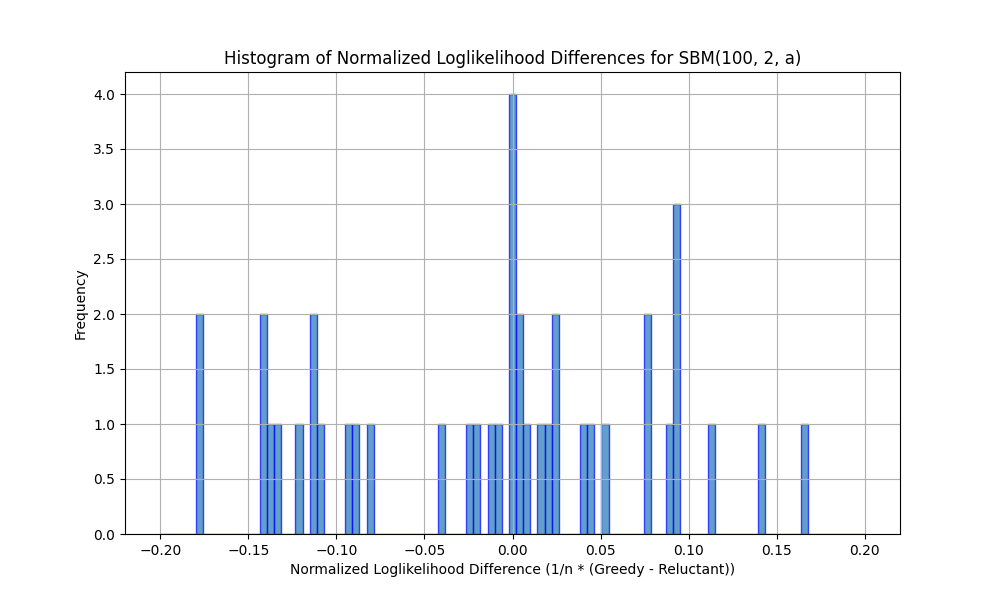 Histogram of Normalized Loglikelihood Differences for SBM(100, 2, a)
Frequency
4.0
3.5
3.0
2.5
2.0
1.5
1.0
0.5
0.0
−0.20 −0.15 −0.10 −0.05 0.00 0.05 0.10 0.15 0.20
Normalized Loglikelihood Difference (1/n * (Greedy - Reluctant))